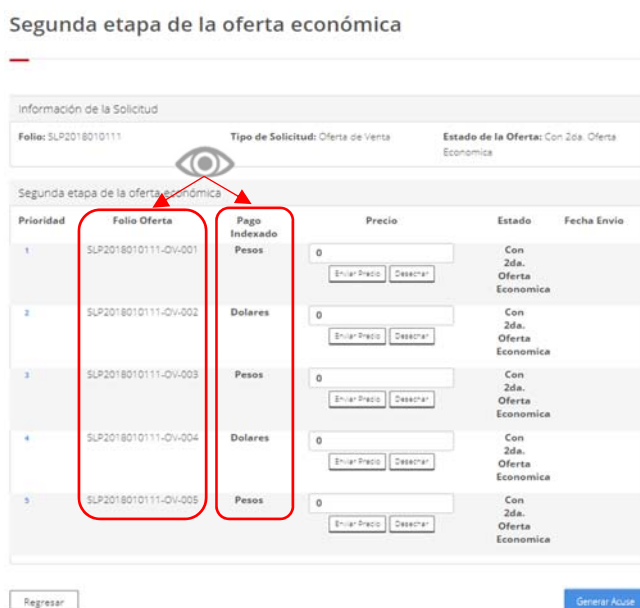 Segunda etapa de la oferta económica
Información de la Solicitud
Folio: SLP2018010111 Tipo de Solicitud: Oferta de Venta Estado de la Oferta: Con 2da. Oferta
Economica
Segunda etapa de la oferta económica
Prioridad Folio Oferta Pago Precio Estado Fecha Envio
Indexado
1 SLP2018010111-OV-001 Pesos 0 Con
2da.
Enviar Precio Desechar Oferta
Economica
2 SLP2018010111-OV-002 Dolares 0 Con
2da.
Enviar Precio Desechar Oferta
Economica
3 SLP2018010111-OV-003 Pesos 0 Con
2da.
Enviar Precio Desechar Oferta
Economica
4 SLP2018010111-OV-004 Dolares 0 Con
2da.
Enviar Precio Desechar Oferta
Economica
5 SLP2018010111-OV-005 Pesos 0 Con
2da.
Enviar Precio Desechar Oferta
Economica
Regresar Generar Acuse